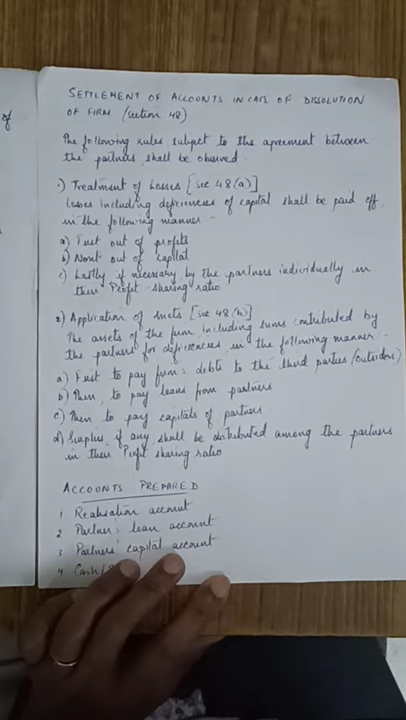 of
SETTLEMENT OF ACCOUNTS IN CASE OF DISSOLUTION
OF FIRM (section 48)
The following rules subject to the agreement between
the partners, shall be observed.
1) Treatment of Losses [sec 48(a)]
Losses including deficiencies of capital shall be paid off
in the following manner -
a) First out of profits
b) Next out of capital
c) Lastly if necessary by the partners individually in
their Profit-sharing ratio
2) Application of Assets [sec 48(b)]
The assets of the firm including sums contributed by
the partners for deficiencies, in the following manner:-
a) First to pay firm's debts to the third parties (outsiders)
b) Then, to pay loans from partners
c) Then to pay capitals of partners.
d) Surplus, if any shall be distributed among the partners
in their Profit sharing ratio
ACCOUNTS PREPARED
1 Realisation account
2 Partner's loan account
3 Partners' capital account
4 Cash/